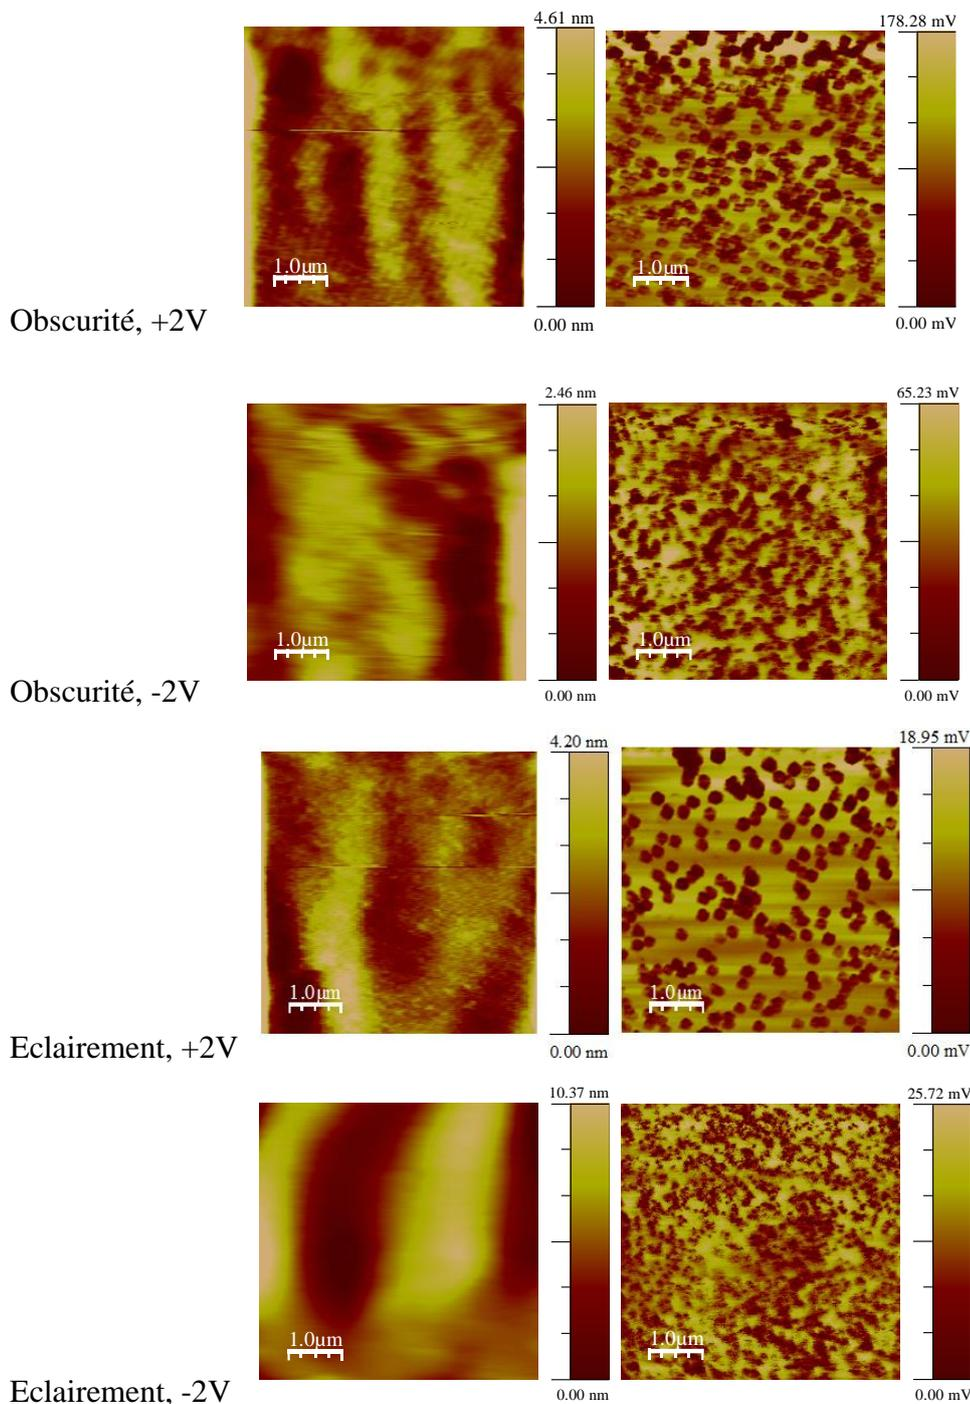 4.61 nm
178.28 mV
1.0µm
1.0µm
0.00 nm
0.00 mV
Obscurité, +2V
2.46 nm
65.23 mV
1.0µm
1.0µm
0.00 nm
0.00 mV
Obscurité, -2V
4.20 nm
18.95 mV
1.0µm
1.0µm
0.00 nm
0.00 mV
Eclairement, +2V
10.37 nm
25.72 mV
1.0µm
1.0µm
0.00 nm
0.00 mV
Eclairement, -2V